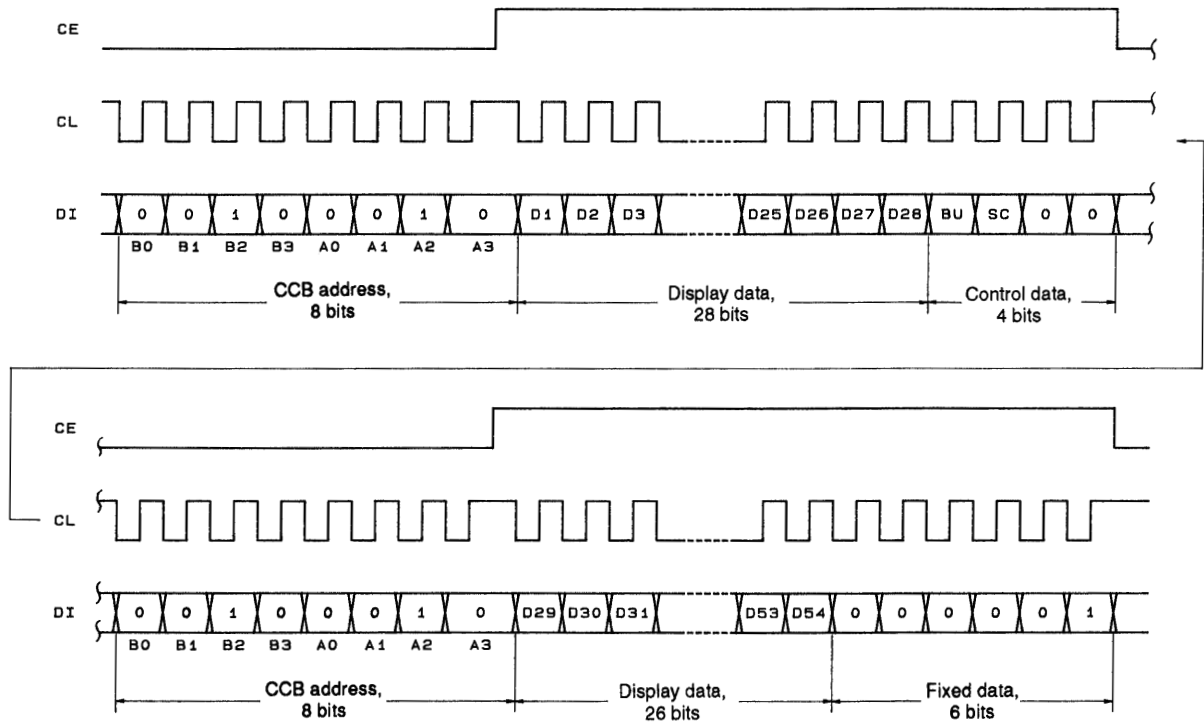 CE
CL
DI 0 0 1 0 0 0 1 0 D1 D2 D3 D25 D26 D27 D28 BU SC 0 0
B0 B1 B2 B3 A0 A1 A2 A3
CCB address,
8 bits
Display data,
28 bits
Control data,
4 bits
CE
CL
DI 0 0 1 0 0 0 1 0 D29 D30 D31 D53 D54 0 0 0 0 0 1
B0 B1 B2 B3 A0 A1 A2 A3
CCB address,
8 bits
Display data,
26 bits
Fixed data,
6 bits